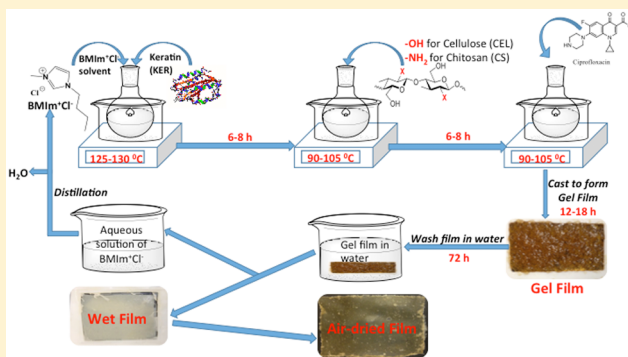 BMIm⁺Cl⁻
solvent
Keratin
(KER)
Cl⊖
BMIm⁺Cl⁻
-OH for Cellulose (CEL)
-NH₂ for Chitosan (CS)
X
OH
X
F
O
HN
N
N
Ciprofloxacin
125-130 ⁰C
6-8 h
90-105 ⁰C
6-8 h
90-105 ⁰C
H₂O
Distillation
Cast to form
Gel Film
12-18 h
Aqueous
solution of
BMIm⁺Cl⁻
Gel film in
water
Wash film in water
72 h
Gel Film
Wet Film
Air-dried Film